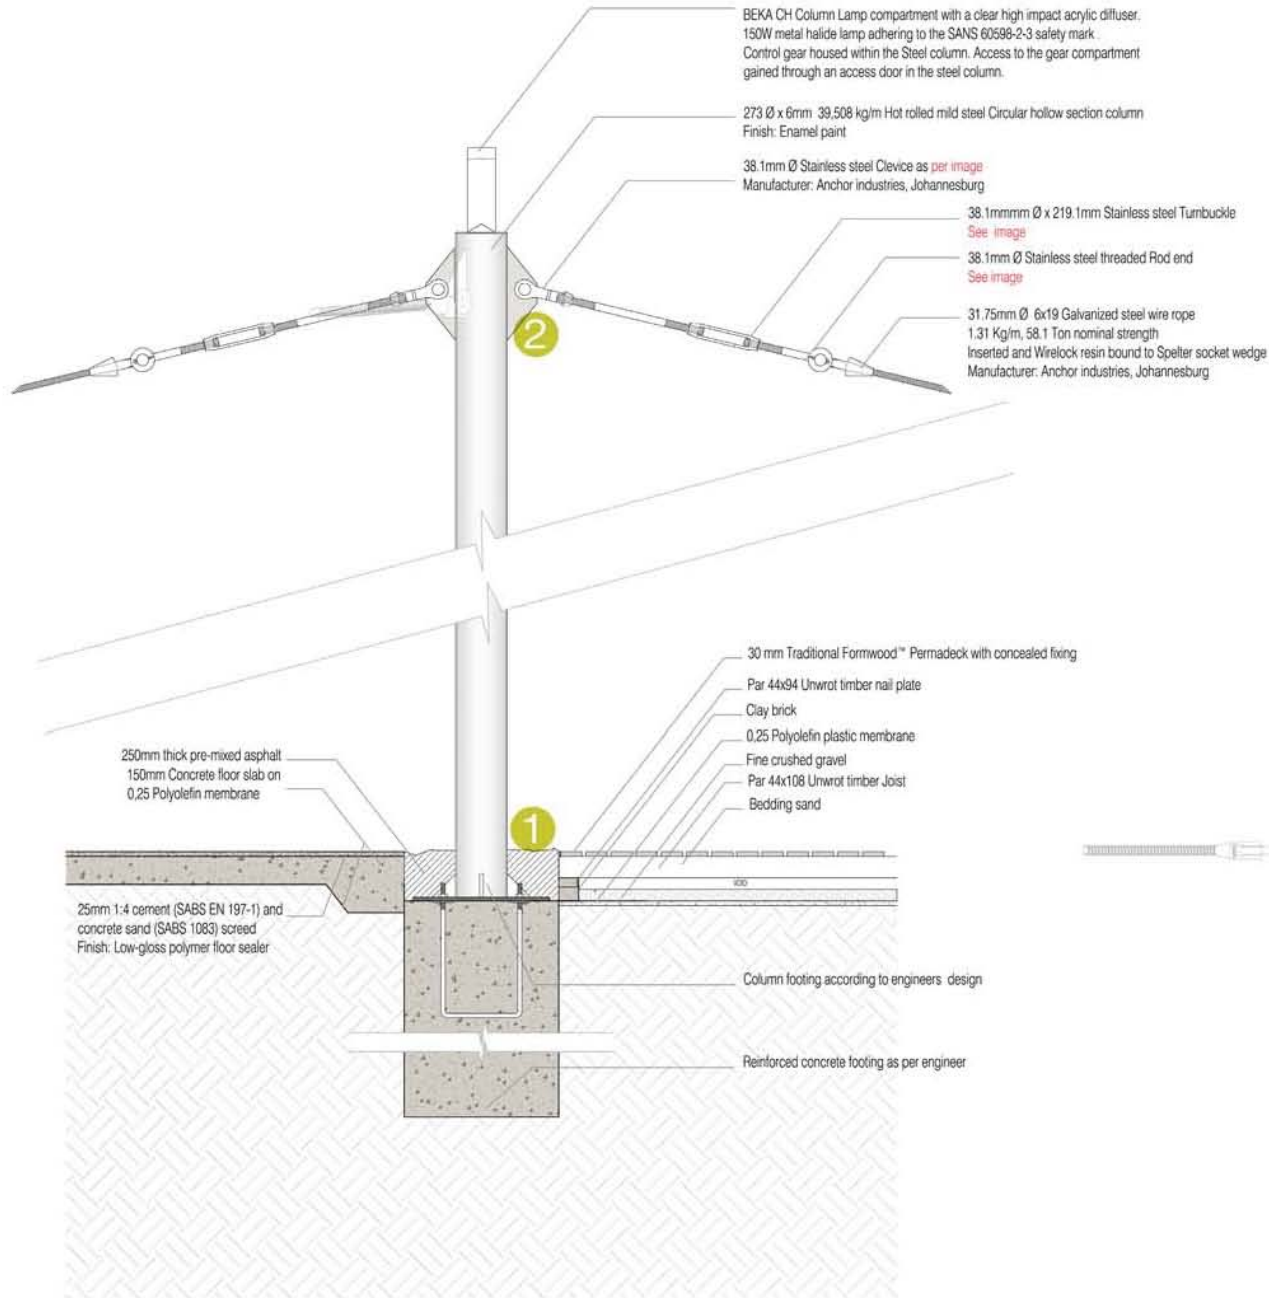 BEKA CH Column Lamp compartment with a clear high impact acrylic diffuser.
150W metal halide lamp adhering to the SANS 60598-2-3 safety mark .
Control gear housed within the Steel column. Access to the gear compartment
gained through an access door in the steel column.
273 Ø x 6mm 39,508 kg/m Hot rolled mild steel Circular hollow section column
Finish: Enamel paint
38.1mm Ø Stainless steel Clevice as per image
Manufacturer: Anchor industries, Johannesburg
38.1mmmm Ø x 219.1mm Stainless steel Turnbuckle
See image
38.1mm Ø Stainless steel threaded Rod end
See image
31.75mm Ø 6x19 Galvanized steel wire rope
1.31 Kg/m, 58.1 Ton nominal strength
Inserted and Wirelock resin bound to Spelter socket wedge
Manufacturer: Anchor industries, Johannesburg
2
30 mm Traditional Formwood™ Permadeck with concealed fixing
Par 44x94 Unwrot timber nail plate
Clay brick
0,25 Polyolefin plastic membrane
Fine crushed gravel
Par 44x108 Unwrot timber Joist
Bedding sand
250mm thick pre-mixed asphalt
150mm Concrete floor slab on
0,25 Polyolefin membrane
1
25mm 1:4 cement (SABS EN 197-1) and
concrete sand (SABS 1083) screed
Finish: Low-gloss polymer floor sealer
Column footing according to engineers design
Reinforced concrete footing as per engineer